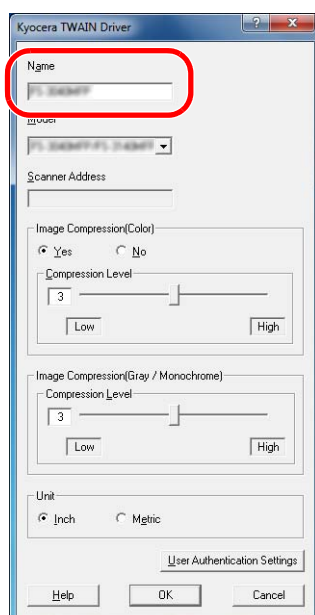 Kyocera TWAIN Driver
Name
Model
Scanner Address
Image Compression(Color)
Yes No
Compression Level
3
Low High
Image Compression(Gray / Monochrome)
Compression Level
3
Low High
Unit
Inch Metric
User Authentication Settings
Help OK Cancel